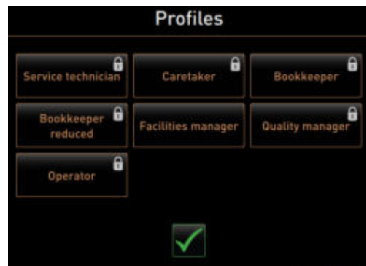 Profiles
Service technician
Caretaker
Bookkeeper
Bookkeeper
reduced
Facilities manager
Quality manager
Operator